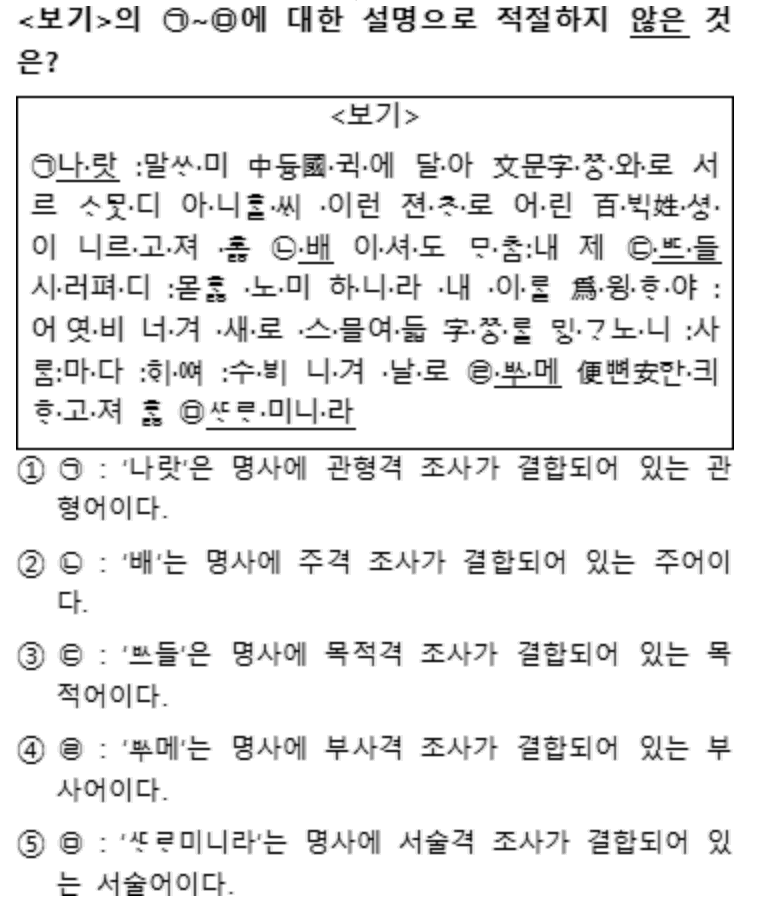 <보기>의 ㉠~㉤에 대한 설명으로 적절하지 않은 것
은?
<보기>
㉠나·랏 :말ᄊᆞ·미 中듕國·귁·에 달·아 文문字·ᄍᆞᆼ·와·로 서
르 ᄉᆞᄆᆞᆺ·디 아·니ᄒᆞᆯ·ᄊᆡ ·이런 젼·ᄎᆞ·로 어·린 百·ᄇᆡᆨ姓·셩·
이 니르·고·져 ·홇 ㉡·배 이·셔·도 ᄆᆞ·ᄎᆞᆷ:내 제 ㉢·ᄠᅳ·들
시·러펴·디 :몯ᄒᆞᇙ ·노·미 하·니·라 ·내 ·이·ᄅᆞᆯ 爲·윙·ᄒᆞ·야 :
어엿·비 너·겨 ·새·로 ·스·믈여·듧 字·ᄍᆞᆼ·ᄅᆞᆯ ᄆᆡᆼ·ᄀᆞ노·니 :사
ᄅᆞᆷ:마·다 :ᄒᆡ·ᅇᅧ :수·ᄫᅵ 니·겨 ·날·로 ㉣·ᄡᅮ·메 便뼌安한·킈
ᄒᆞ·고·져 ᄒᆞᇙ ㉤ᄯᆞᄅᆞ·미니·라
① ㉠ : '나랏'은 명사에 관형격 조사가 결합되어 있는 관
형어이다.
② ㉡ : '배'는 명사에 주격 조사가 결합되어 있는 주어이
다.
③ ㉢ : 'ᄠᅳ들'은 명사에 목적격 조사가 결합되어 있는 목
적어이다.
④ ㉣ : 'ᄡᅮ메'는 명사에 부사격 조사가 결합되어 있는 부
사어이다.
⑤ ㉤ : 'ᄯᆞᄅᆞ미니라'는 명사에 서술격 조사가 결합되어 있
는 서술어이다.